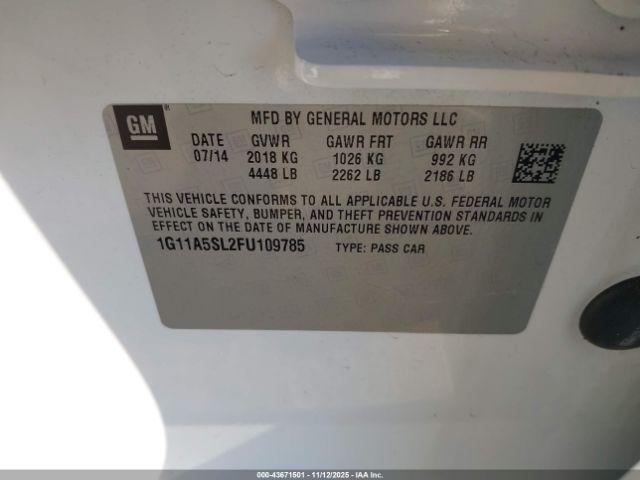 GM
MFD BY GENERAL MOTORS LLC
DATE GVWR GAWR FRT GAWR RR
07/14 2018 KG 1026 KG 992 KG
4448 LB 2262 LB 2186 LB
THIS VEHICLE CONFORMS TO ALL APPLICABLE U.S. FEDERAL MOTOR
VEHICLE SAFETY, BUMPER, AND THEFT PREVENTION STANDARDS IN
EFFECT ON THE DATE OF MANUFACTURE SHOWN ABOVE.
1G11A5SL2FU109785 TYPE: PASS CAR
000-43671501 - 11/12/2025 - IAAI.COM